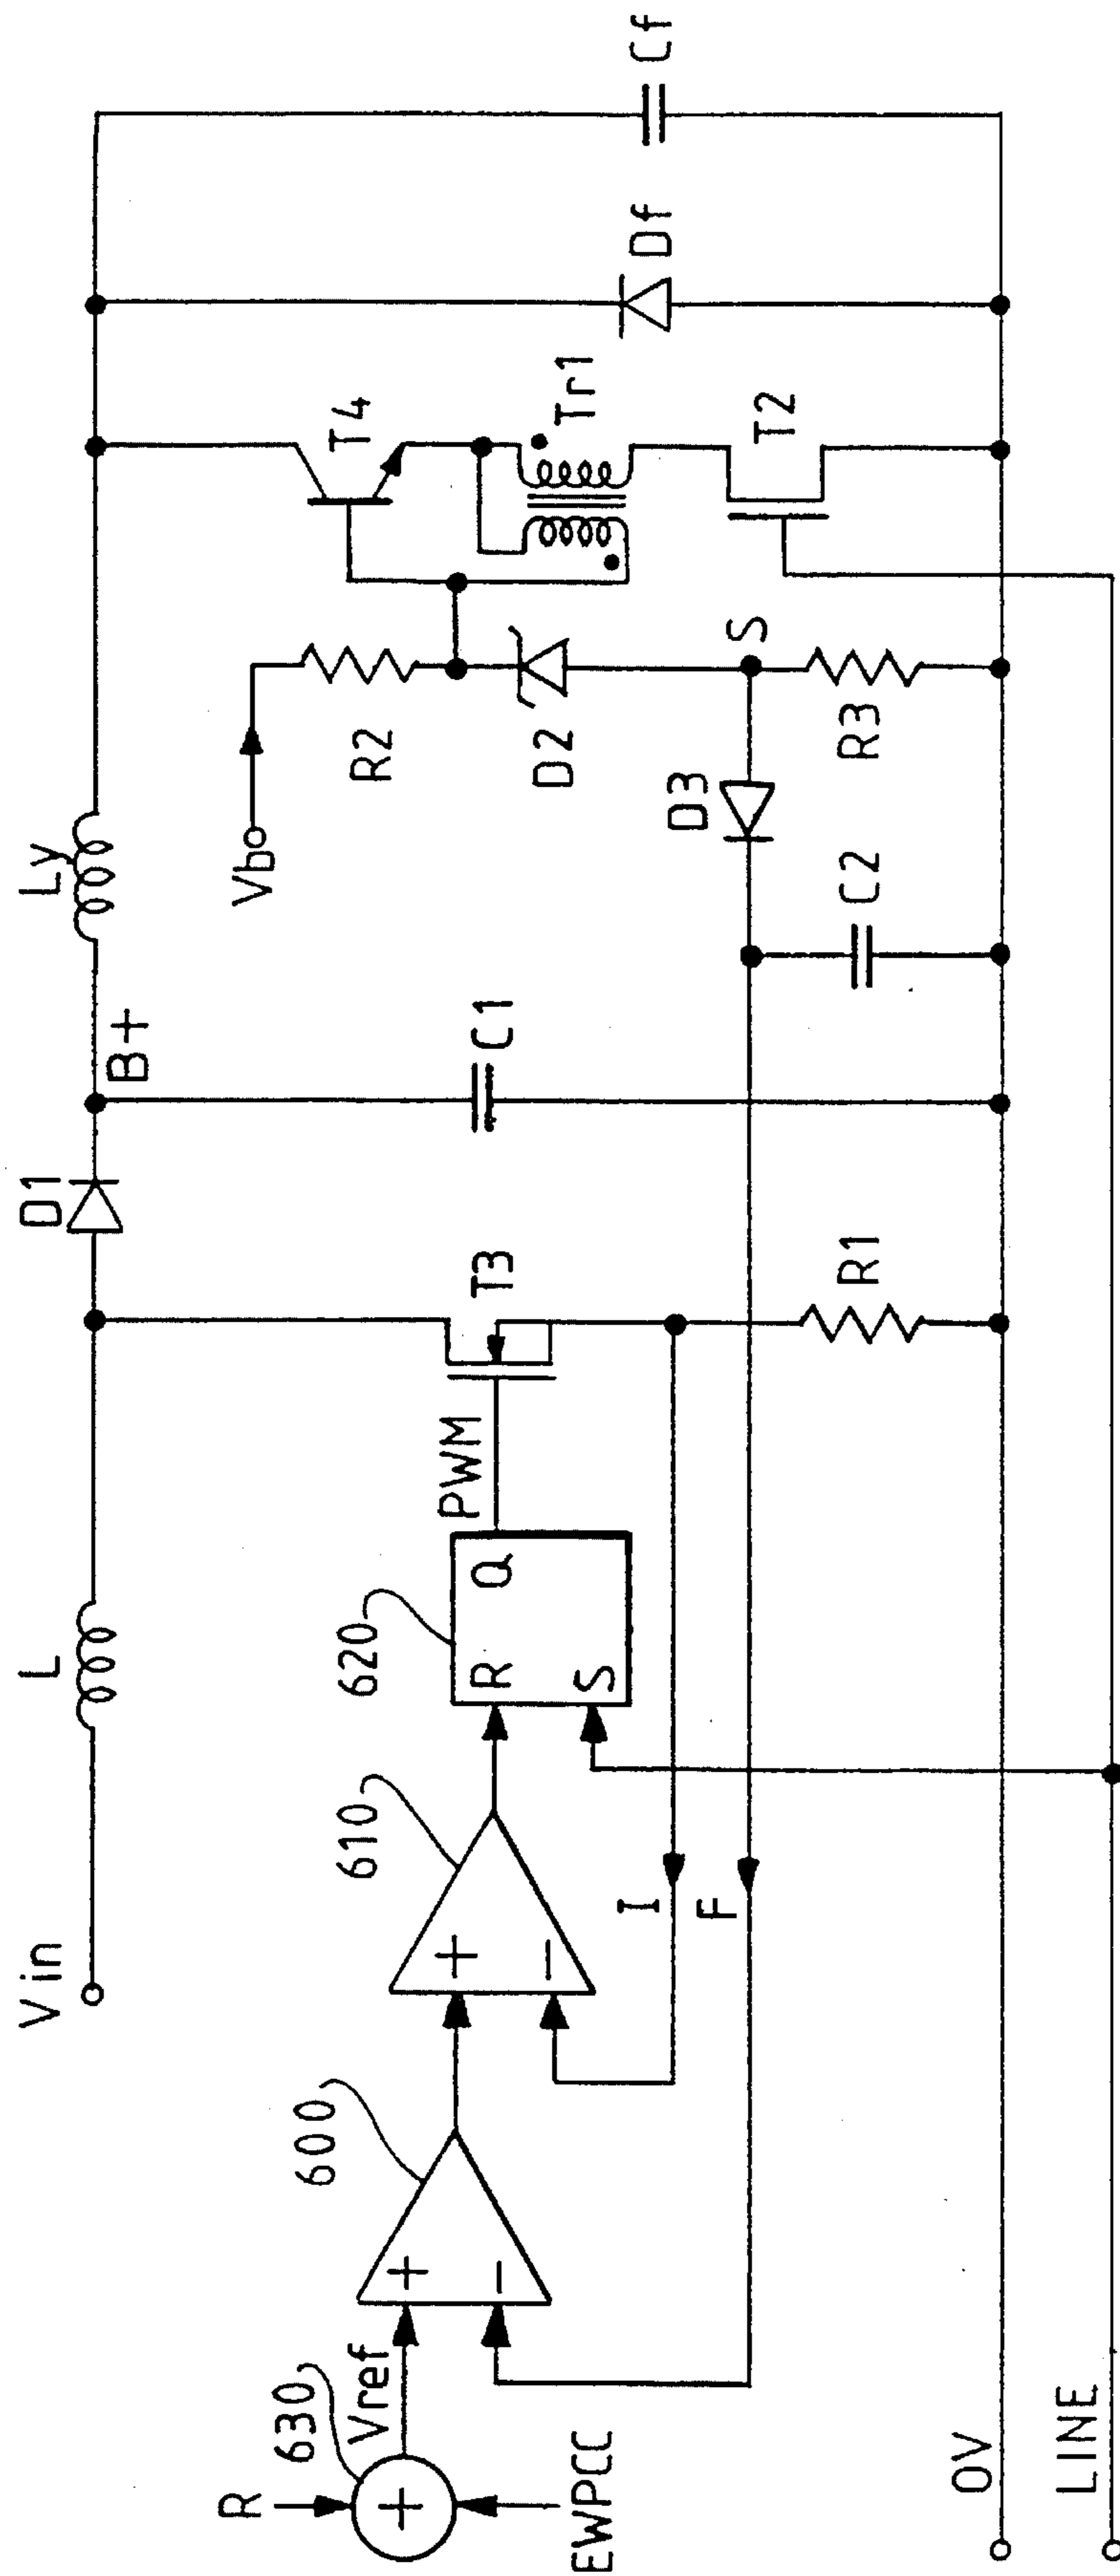 Vin
L
D1
B+
Ly
T3
C1
Vb
R2
T4
Tr1
Df
Cf
630
R
+
Vref
EWPCC
600
+
−
610
+
−
620
R
Q
S
PWM
I
F
R1
D2
D3
S
C2
R3
T2
0V
LINE